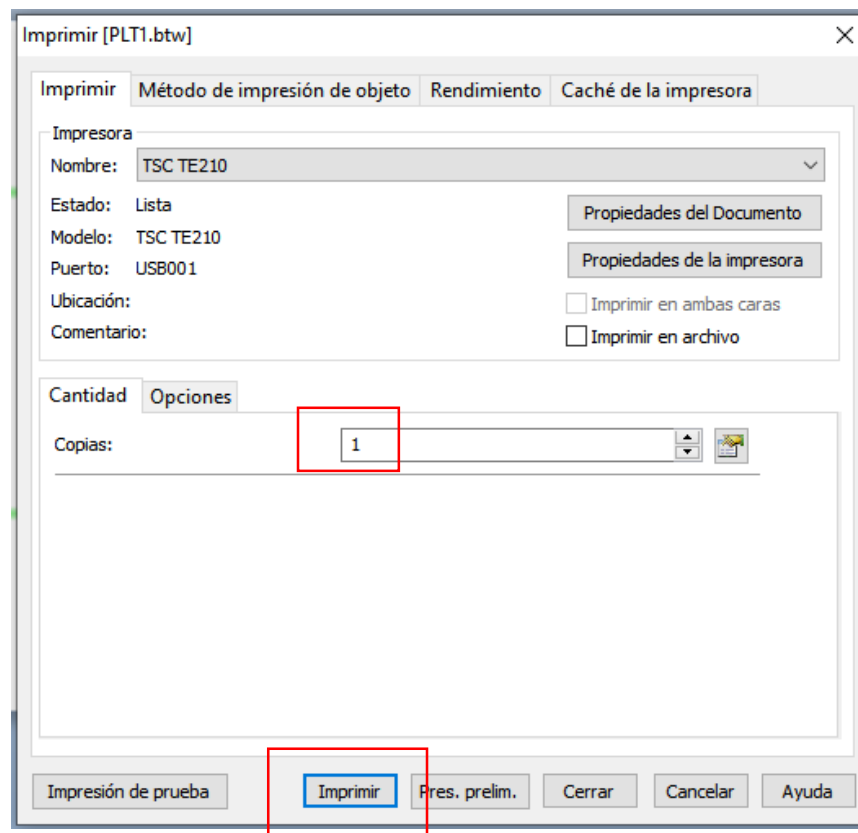 Imprimir [PLT1.btw]
Imprimir Método de impresión de objeto Rendimiento Caché de la impresora
Impresora
Nombre: TSC TE210
Estado: Lista
Propiedades del Documento
Modelo: TSC TE210
Puerto: USB001
Propiedades de la impresora
Ubicación:
Imprimir en ambas caras
Comentario:
Imprimir en archivo
Cantidad Opciones
Copias: 1
Impresión de prueba Imprimir Pres. prelim. Cerrar Cancelar Ayuda